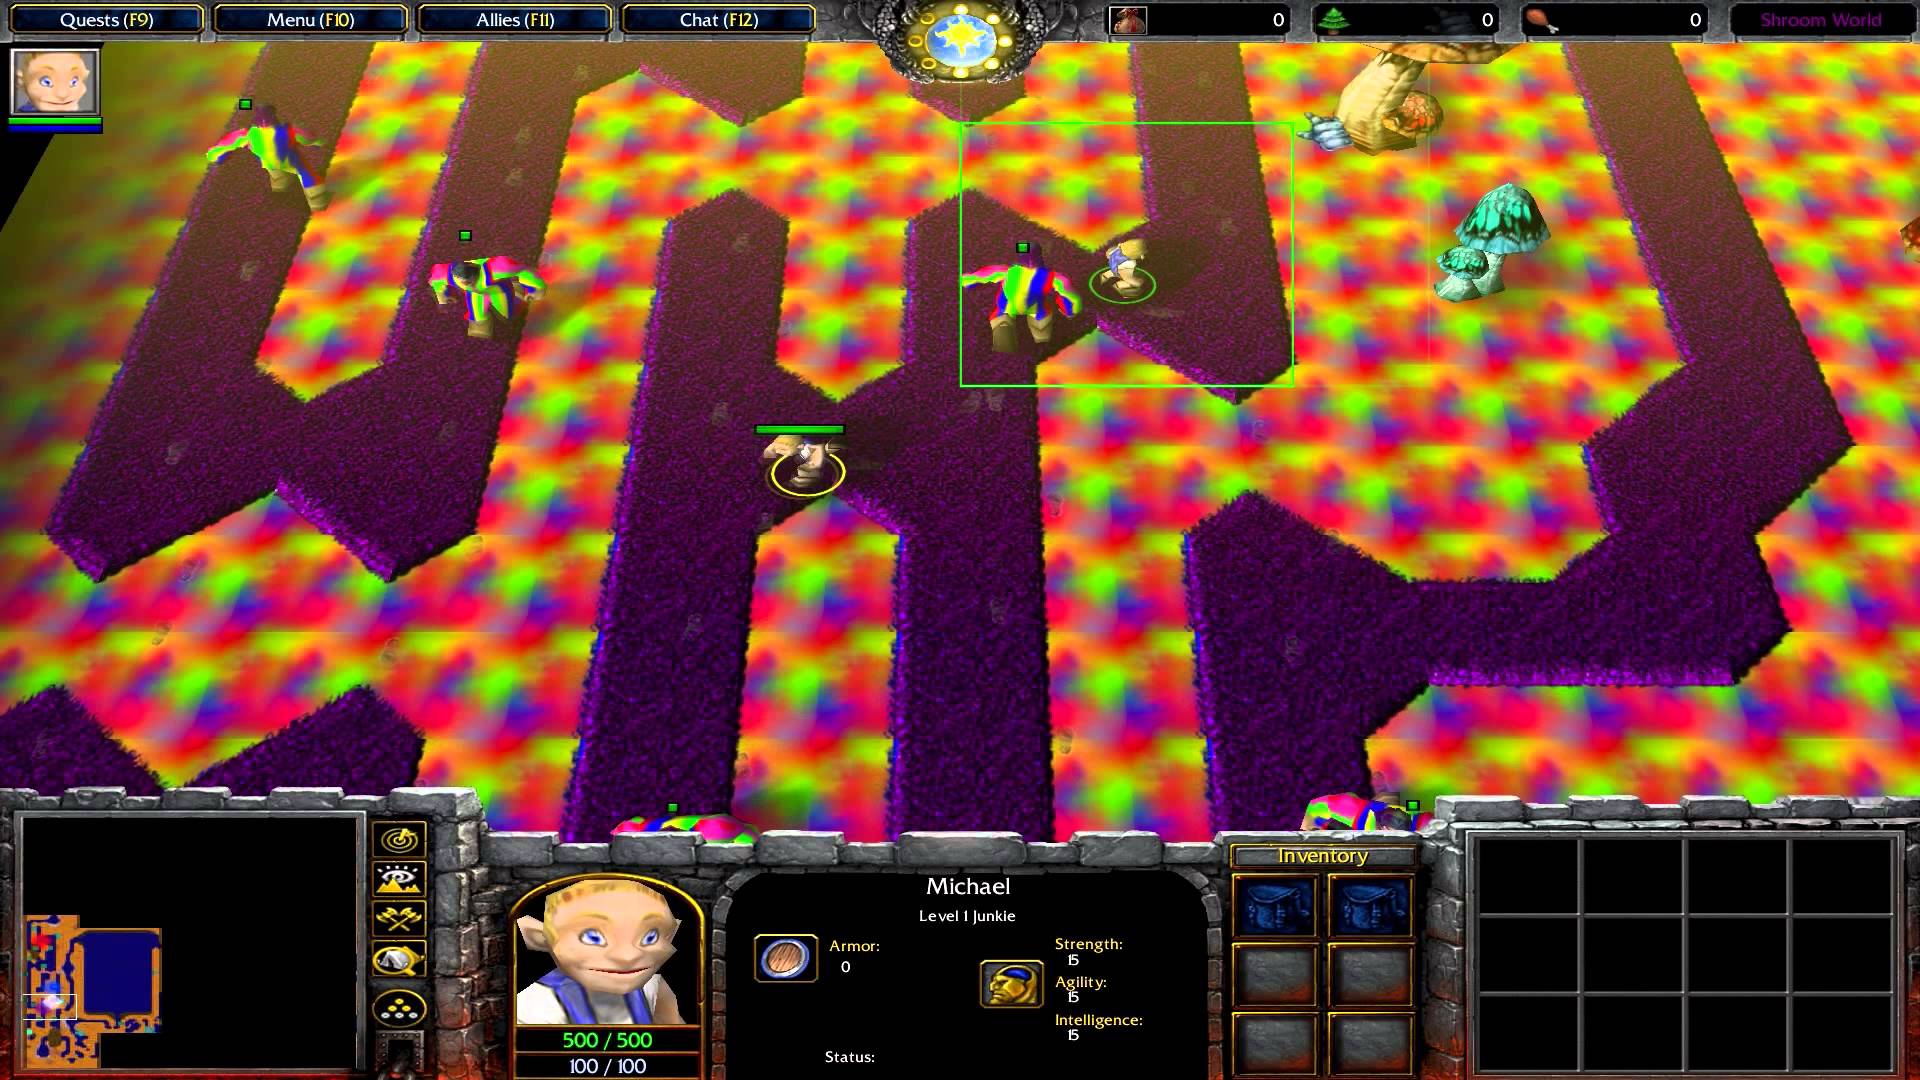 Quests (F9)
Menu (F10)
Allies (F11)
Chat (F12)
0
0
0
Shroom World
Michael
Level 1 Junkie
Armor:
0
Strength:
15
Agility:
15
Intelligence:
15
Status:
500 / 500
100 / 100
Inventory